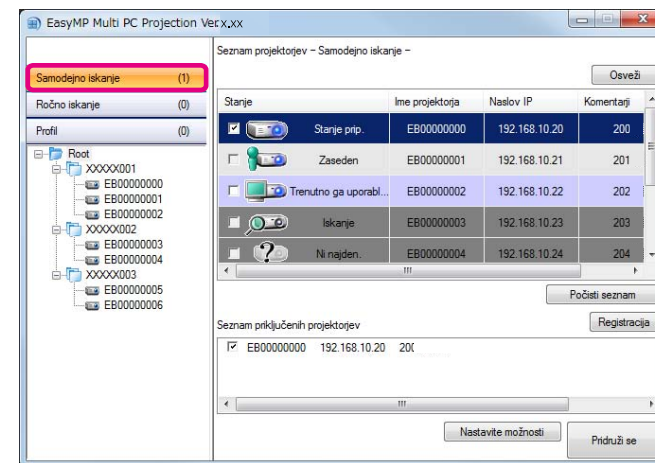 EasyMP Multi PC Projection Ver.x.xx
Seznam projektorjev - Samodejno iskanje -
Samodejno iskanje (1)
Osveži
Ročno iskanje (0)
Stanje Ime projektorja Naslov IP Komentarji
Profil (0)
Stanje prip. EB00000000 192.168.10.20 200
Zaseden EB00000001 192.168.10.21 201
Trenutno ga uporabl... EB00000002 192.168.10.22 202
Iskanje EB00000003 192.168.10.23 203
Ni najden. EB00000004 192.168.10.24 204
Root
XXXXX001
EB00000000
EB00000001
EB00000002
XXXXX002
EB00000003
EB00000004
XXXXX003
EB00000005
EB00000006
Počisti seznam
Seznam priključenih projektorjev
Registracija
EB00000000 192.168.10.20 200
Nastavite možnosti
Pridruži se